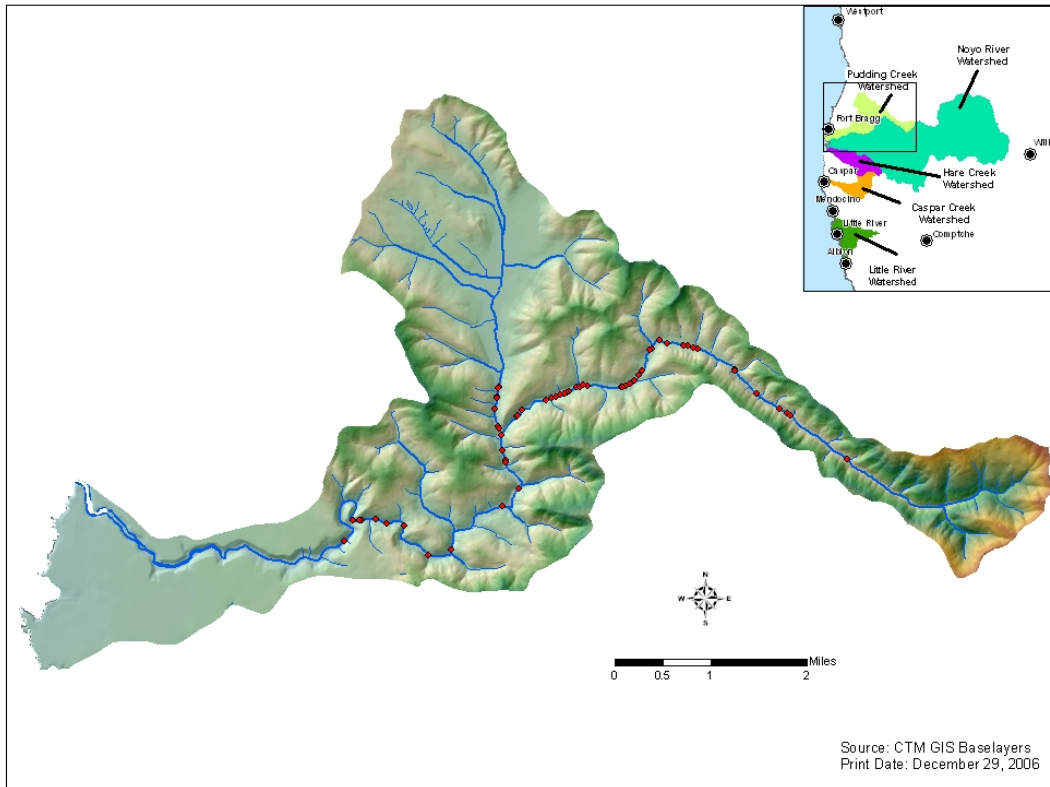 Westport
Noyo River
Watershed
Pudding Creek
Watershed
Fort Bragg
Hare Creek
Watershed
Caspar
Caspar Creek
Watershed
Mendocino
Little River
Comptche
Albion
Little River
Watershed
N
W E
S
Miles
0 0.5 1 2
Source: CTM GIS Baselayers
Print Date: December 29, 2006